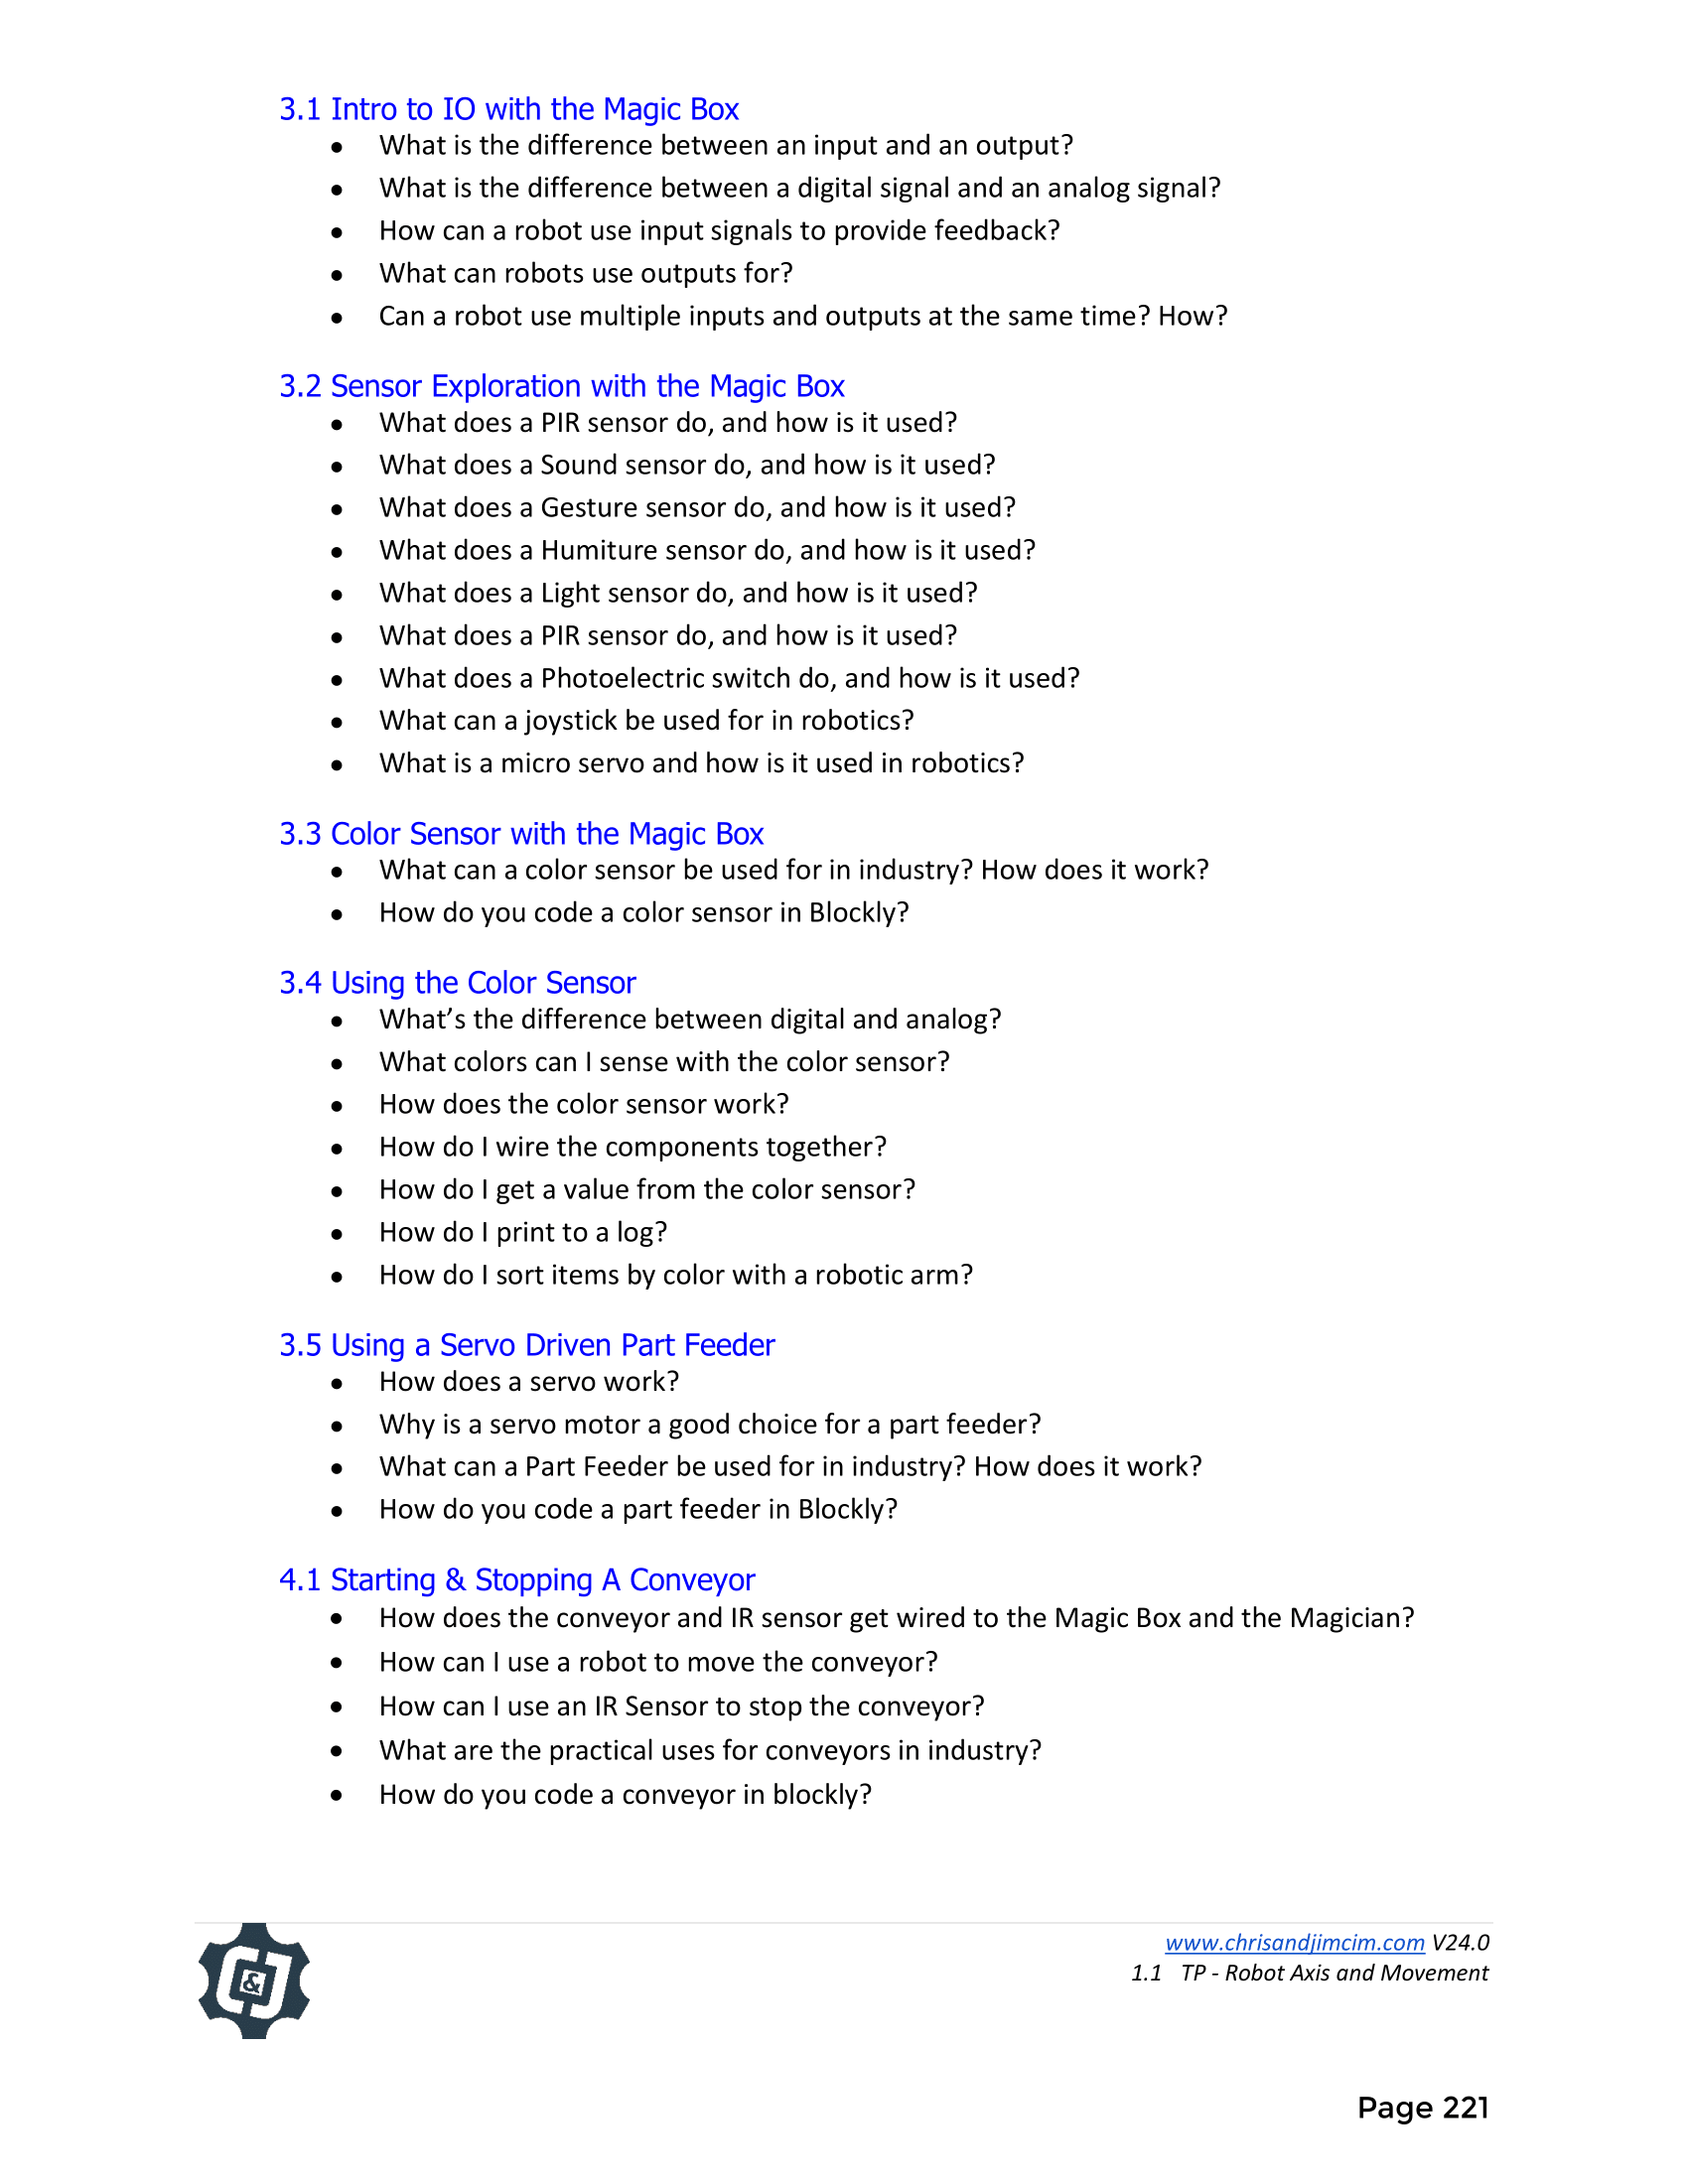 3.1 Intro to IO with the Magic Box
• What is the difference between an input and an output?
• What is the difference between a digital signal and an analog signal?
• How can a robot use input signals to provide feedback?
• What can robots use outputs for?
• Can a robot use multiple inputs and outputs at the same time? How?
3.2 Sensor Exploration with the Magic Box
• What does a PIR sensor do, and how is it used?
• What does a Sound sensor do, and how is it used?
• What does a Gesture sensor do, and how is it used?
• What does a Humiture sensor do, and how is it used?
• What does a Light sensor do, and how is it used?
• What does a PIR sensor do, and how is it used?
• What does a Photoelectric switch do, and how is it used?
• What can a joystick be used for in robotics?
• What is a micro servo and how is it used in robotics?
3.3 Color Sensor with the Magic Box
• What can a color sensor be used for in industry? How does it work?
• How do you code a color sensor in Blockly?
3.4 Using the Color Sensor
• What’s the difference between digital and analog?
• What colors can I sense with the color sensor?
• How does the color sensor work?
• How do I wire the components together?
• How do I get a value from the color sensor?
• How do I print to a log?
• How do I sort items by color with a robotic arm?
3.5 Using a Servo Driven Part Feeder
• How does a servo work?
• Why is a servo motor a good choice for a part feeder?
• What can a Part Feeder be used for in industry? How does it work?
• How do you code a part feeder in Blockly?
4.1 Starting & Stopping A Conveyor
• How does the conveyor and IR sensor get wired to the Magic Box and the Magician?
• How can I use a robot to move the conveyor?
• How can I use an IR Sensor to stop the conveyor?
• What are the practical uses for conveyors in industry?
• How do you code a conveyor in blockly?
C&J
www.chrisandjimcim.com V24.0
1.1 TP - Robot Axis and Movement
Page 221